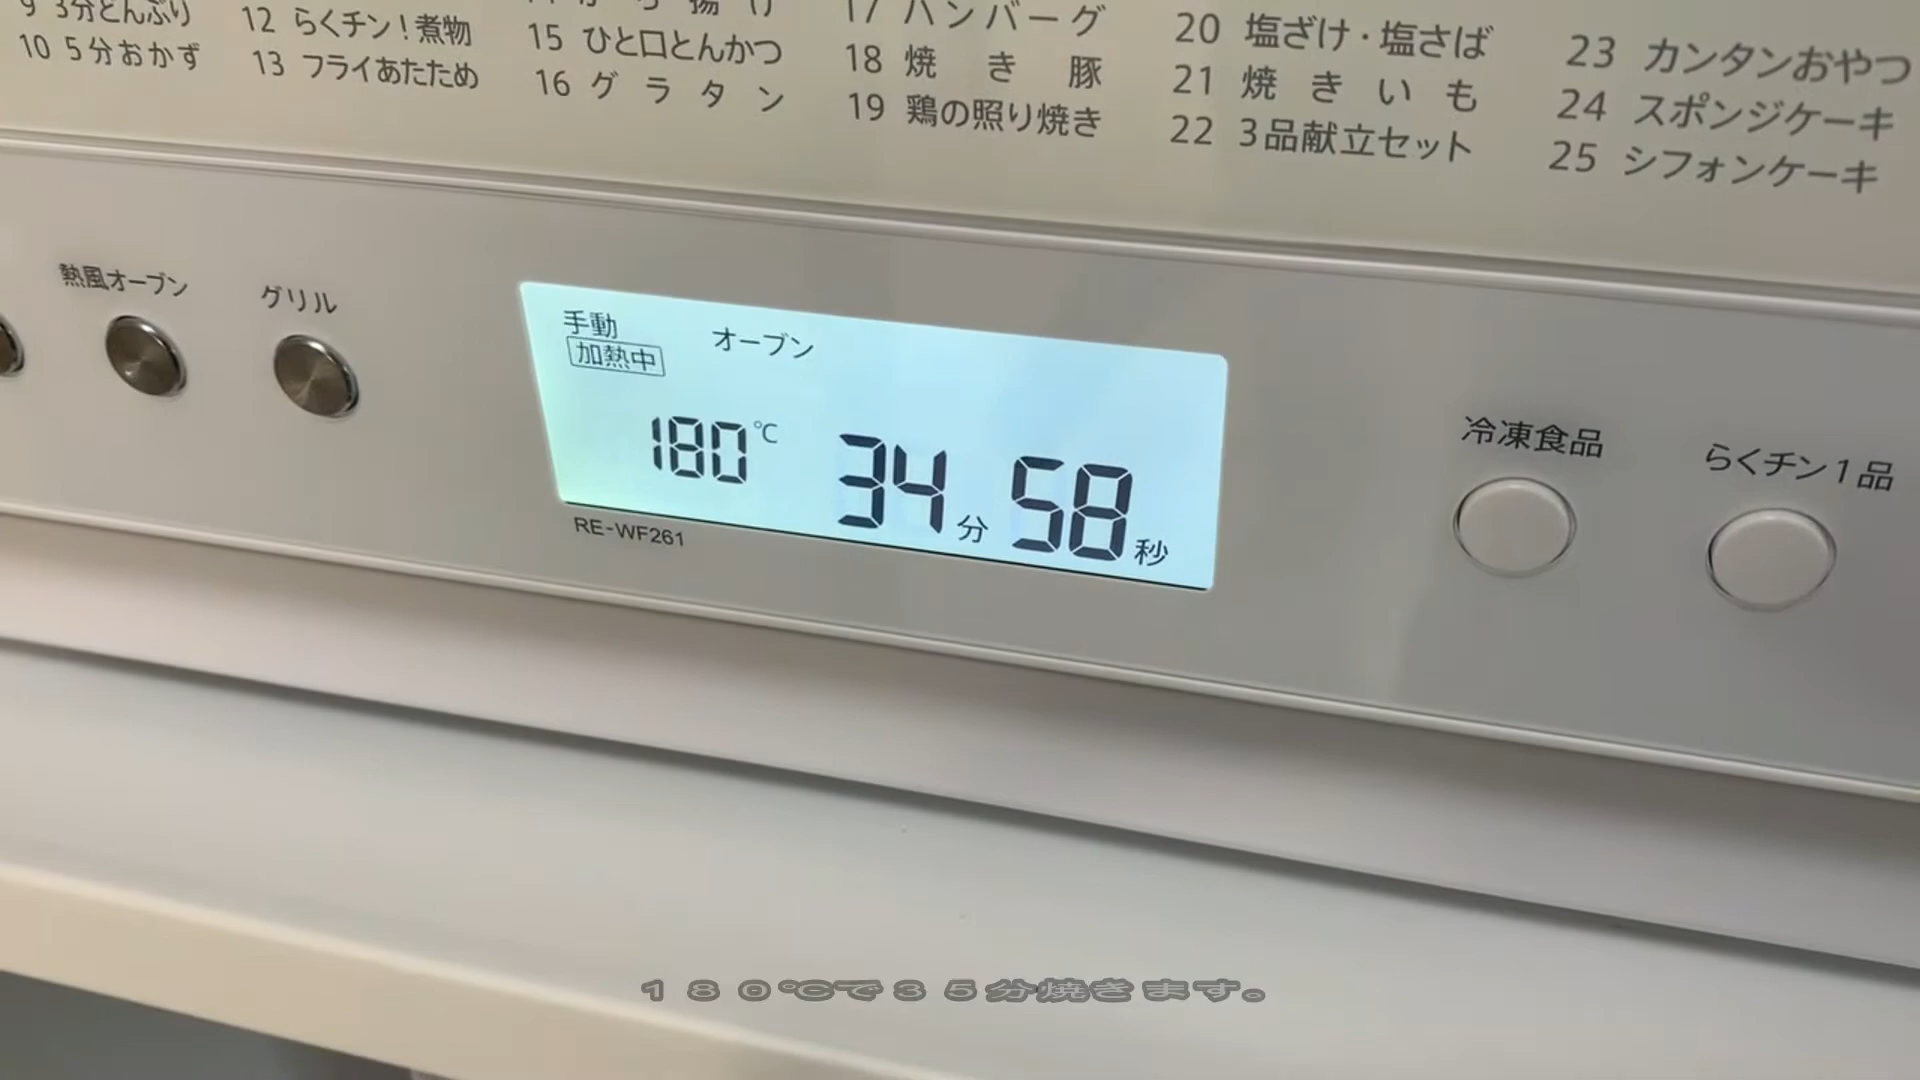 9 3分どんぶり
10 5分おかず
12 らくチン!煮物
13 フライあたため
15 ひと口とんかつ
16 グラタン
17 ハンバーグ
18 焼き豚
19 鶏の照り焼き
20 塩ざけ・塩さば
21 焼きいも
22 3品献立セット
23 カンタンおやつ
24 スポンジケーキ
25 シフォンケーキ
熱風オーブン
グリル
手動
加熱中
オーブン
180℃
34分58秒
RE-WF261
冷凍食品
らくチン1品
180℃で35分焼きます。